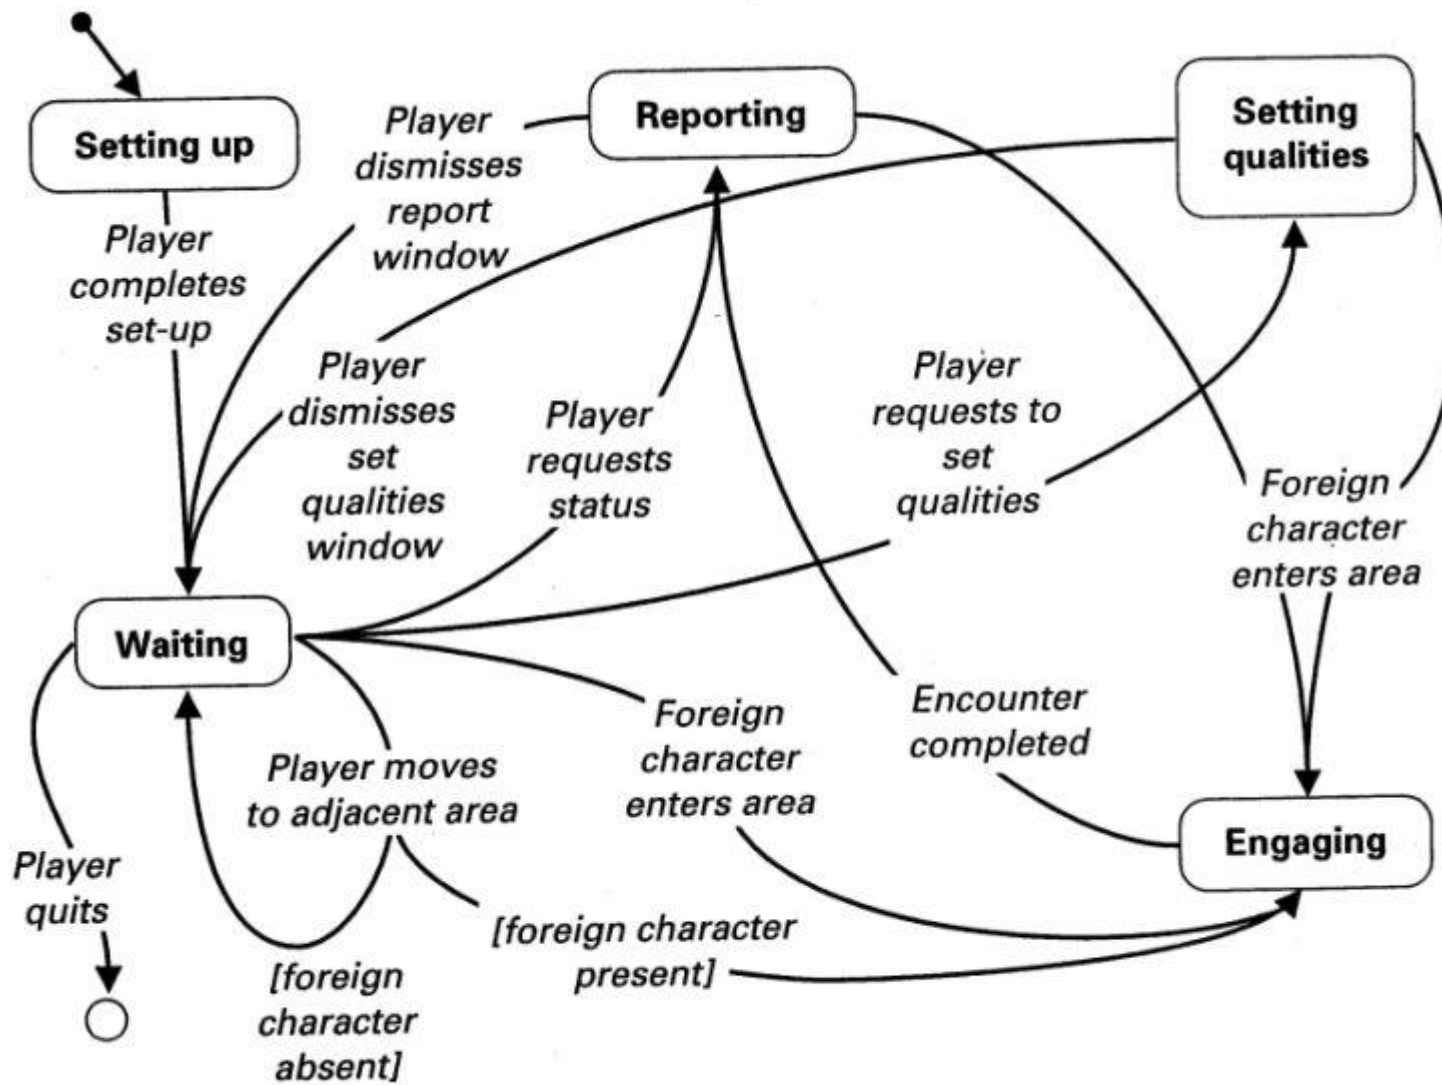 Setting up
Player
completes
set-up
Player
dismisses
report
window
Reporting
Setting
qualities
Player
dismisses
set
qualities
window
Player
requests
status
Player
requests to
set
qualities
Foreign
character
enters area
Waiting
Player moves
to adjacent area
Foreign
character
enters area
Encounter
completed
Engaging
Player
quits
[foreign character
present]
[foreign
character
absent]